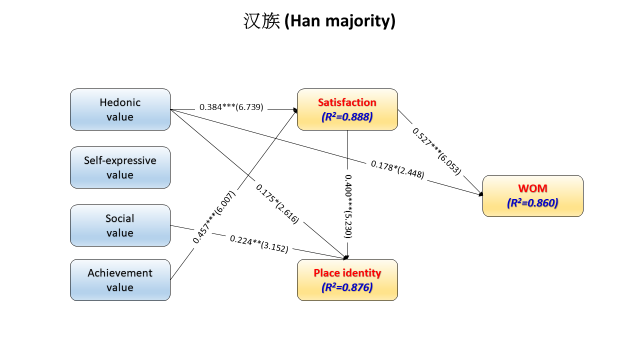 汉族 (Han majority)
Hedonic
value
0.384***(6.739)
Satisfaction
(R²=0.888)
0.527***(6.053)
Self-expressive
value
0.178*(2.448)
WOM
(R²=0.860)
0.175*(2.616)
0.400***(5.230)
Social
value
0.457***(6.007)
0.224**(3.152)
Achievement
value
Place identity
(R²=0.876)